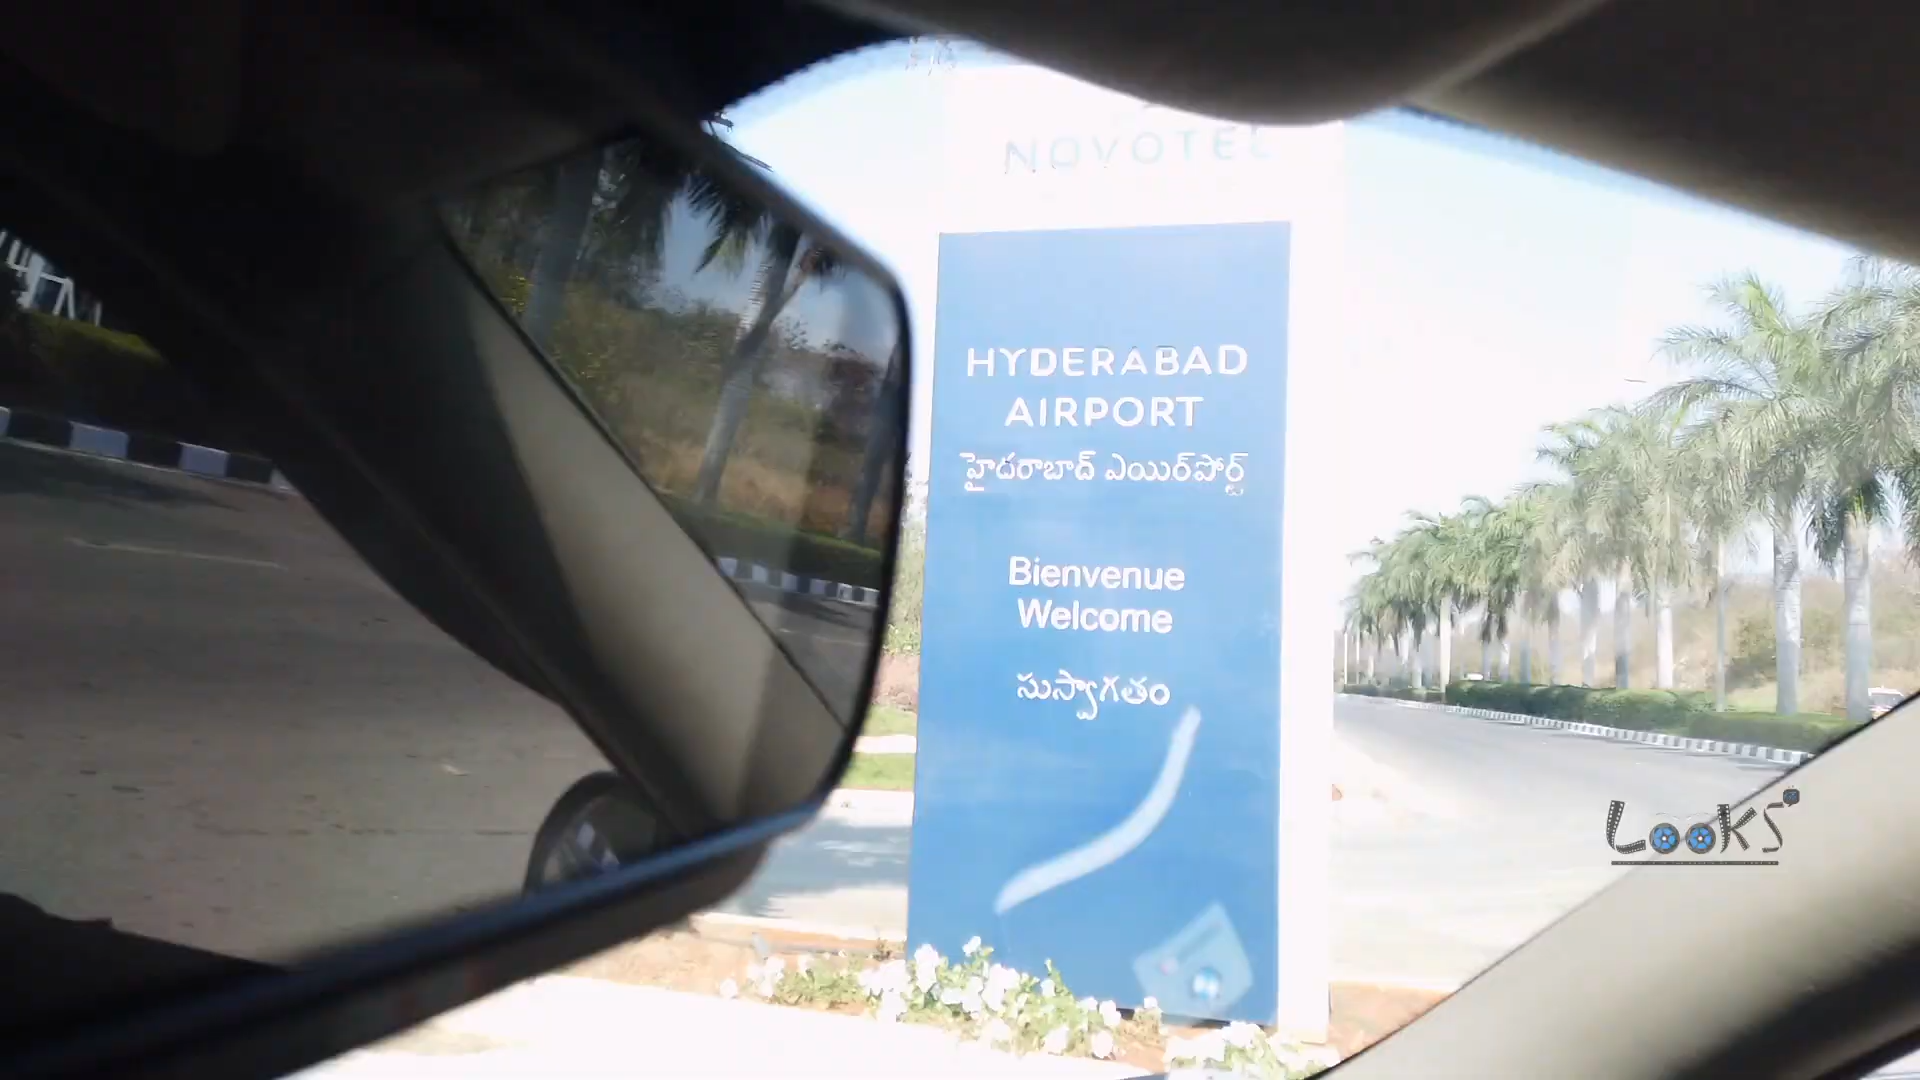 NOVOTEL
HYDERABAD
AIRPORT
హైదరాబాద్ ఎయిర్‌పోర్ట్
Bienvenue
Welcome
సుస్వాగతం
LOOKS